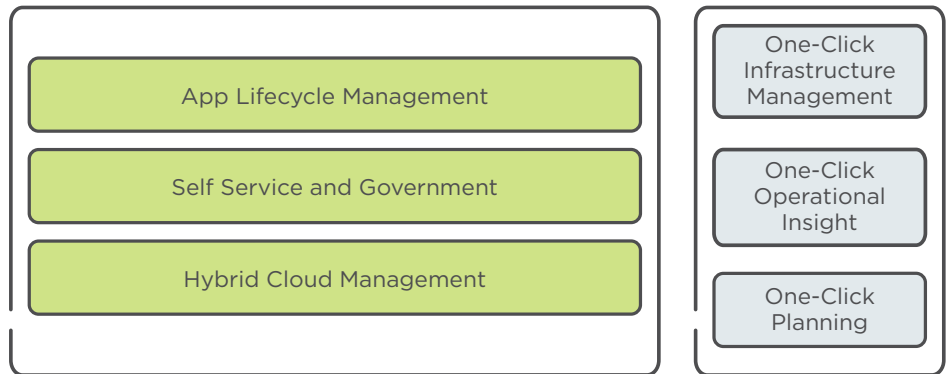 App Lifecycle Management
Self Service and Government
Hybrid Cloud Management
One-Click
Infrastructure
Management
One-Click
Operational
Insight
One-Click
Planning